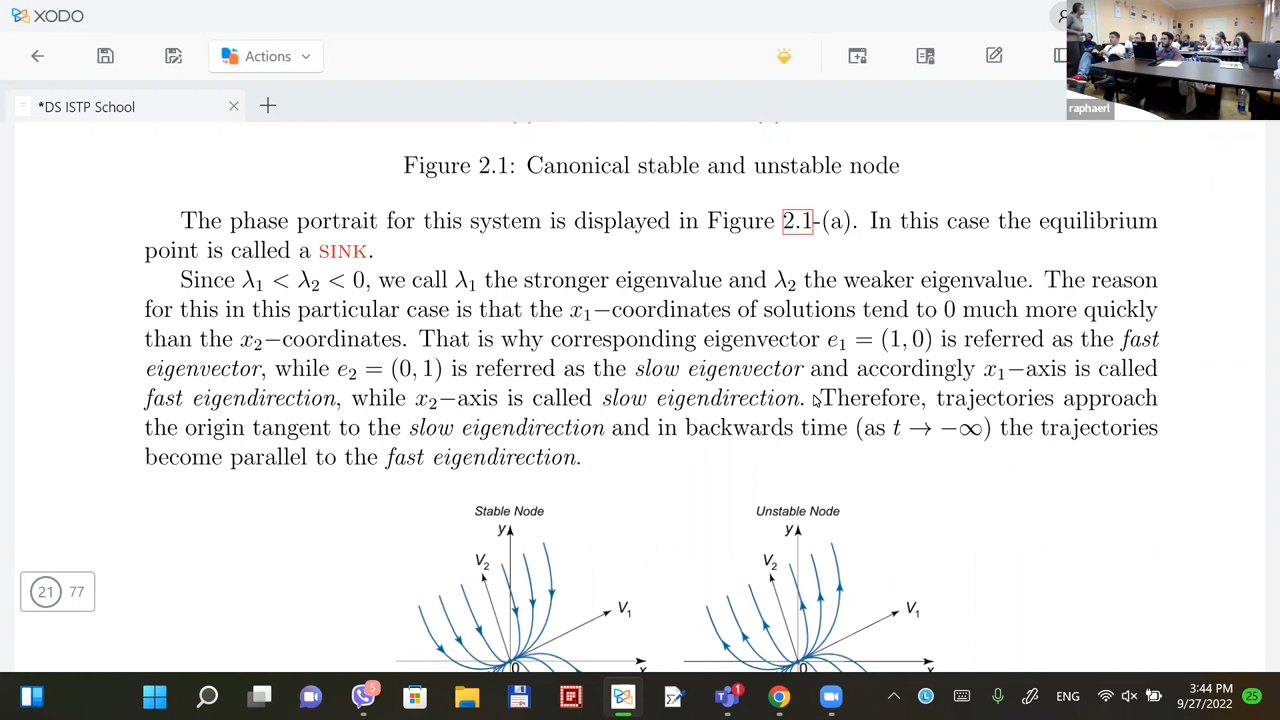 XODO
Actions
*DS ISTP School
raphaerl
Figure 2.1: Canonical stable and unstable node
The phase portrait for this system is displayed in Figure 2.1-(a). In this case the equilibrium
point is called a SINK.
Since λ₁ < λ₂ < 0, we call λ₁ the stronger eigenvalue and λ₂ the weaker eigenvalue. The reason
for this in this particular case is that the x₁−coordinates of solutions tend to 0 much more quickly
than the x₂−coordinates. That is why corresponding eigenvector e₁ = (1, 0) is referred as the fast
eigenvector, while e₂ = (0, 1) is referred as the slow eigenvector and accordingly x₁−axis is called
fast eigendirection, while x₂−axis is called slow eigendirection. Therefore, trajectories approach
the origin tangent to the slow eigendirection and in backwards time (as t → −∞) the trajectories
become parallel to the fast eigendirection.
Stable Node
Unstable Node
y
y
V₂
V₂
V₁
V₁
0
0
x
x
21 77
5
1
ENG
3:44 PM
9/27/2022
25